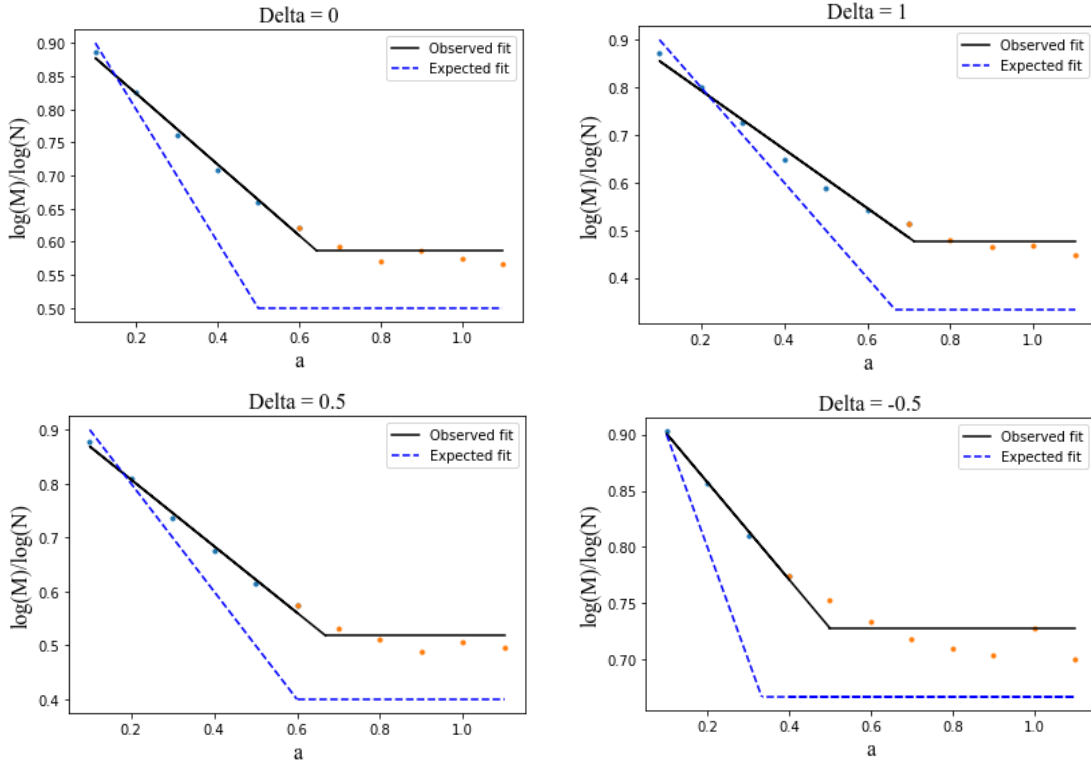 Delta = 0
log(M)/log(N)
0.90
0.85
0.80
0.75
0.70
0.65
0.60
0.55
0.50
Observed fit
Expected fit
0.2 0.4 0.6 0.8 1.0
a
Delta = 1
log(M)/log(N)
0.9
0.8
0.7
0.6
0.5
0.4
Observed fit
Expected fit
0.2 0.4 0.6 0.8 1.0
a
Delta = 0.5
log(M)/log(N)
0.9
0.8
0.7
0.6
0.5
0.4
Observed fit
Expected fit
0.2 0.4 0.6 0.8 1.0
a
Delta = -0.5
log(M)/log(N)
0.90
0.85
0.80
0.75
0.70
Observed fit
Expected fit
0.2 0.4 0.6 0.8 1.0
a